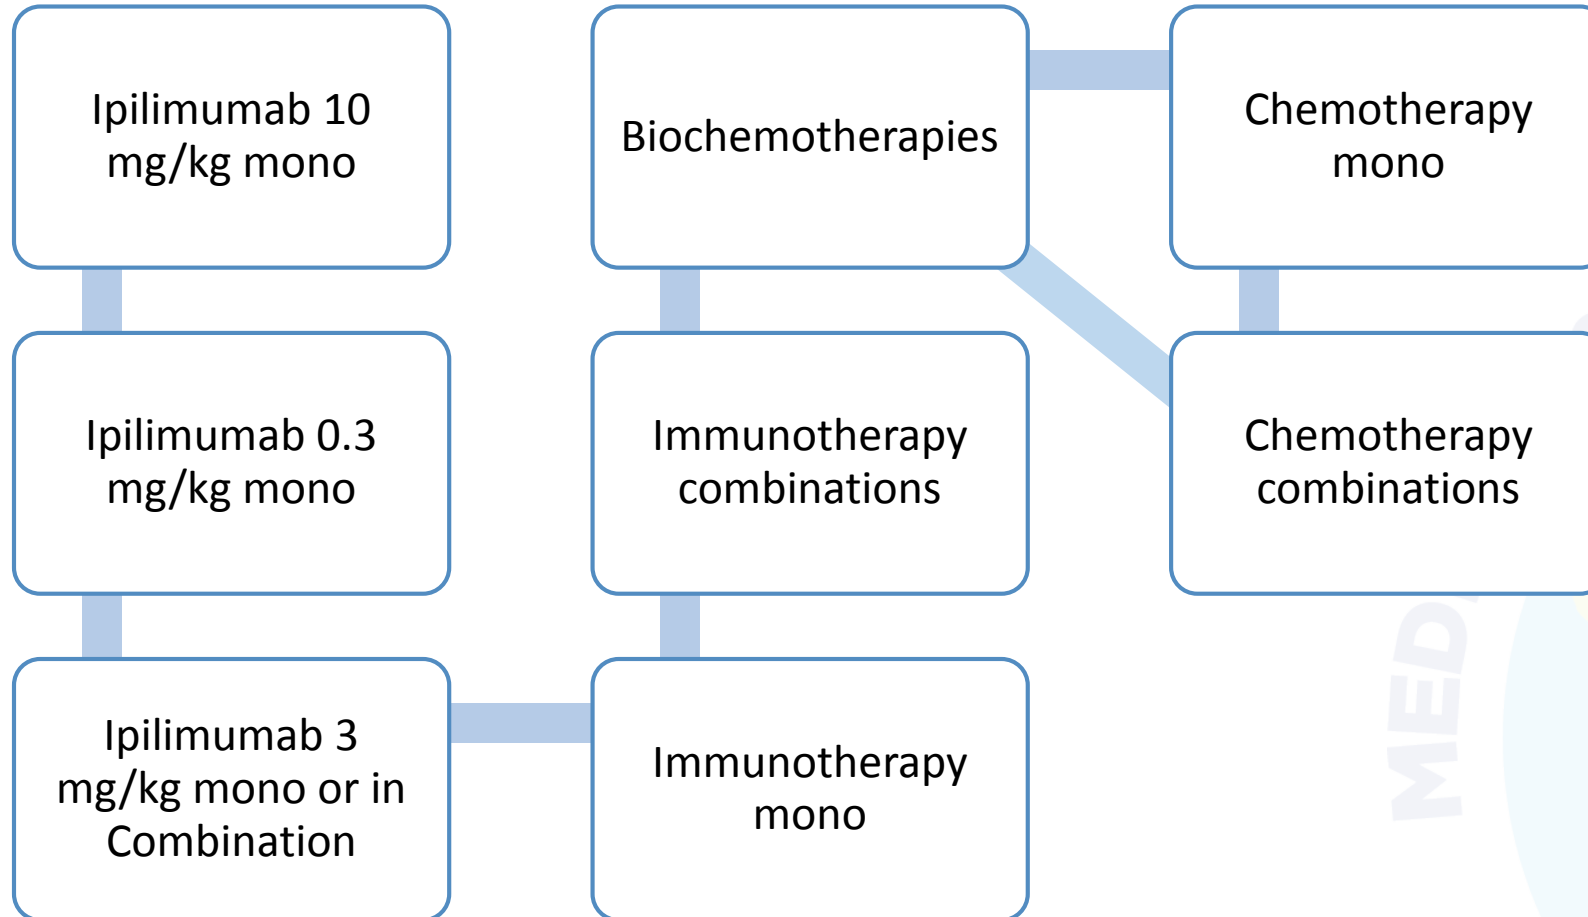 Ipilimumab 10
mg/kg mono
Ipilimumab 0.3
mg/kg mono
Ipilimumab 3
mg/kg mono or in
Combination
Biochemotherapies
Immunotherapy
combinations
Immunotherapy
mono
Chemotherapy
mono
Chemotherapy
combinations
MED